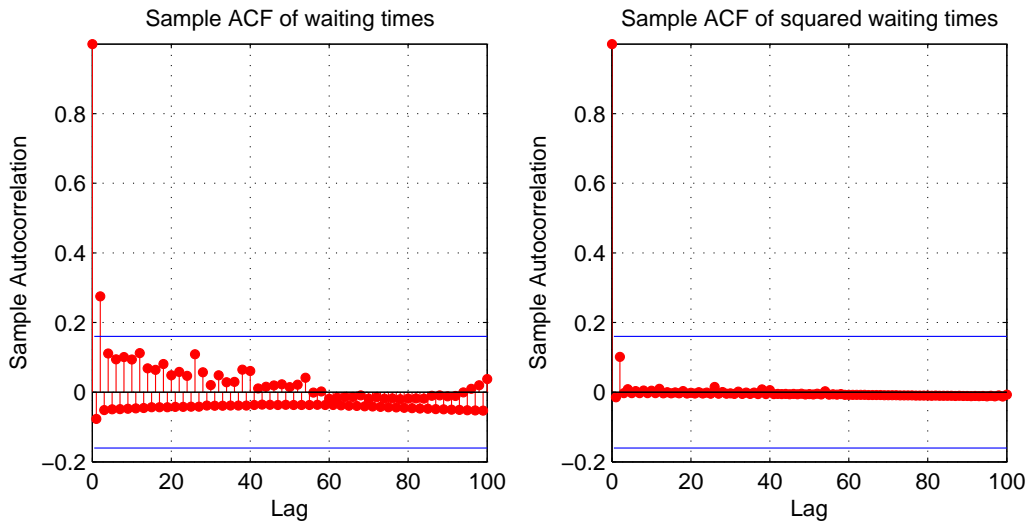 Sample ACF of waiting times
Sample Autocorrelation
0.8
0.6
0.4
0.2
0
−0.2
0 20 40 60 80 100
Lag
Sample ACF of squared waiting times
Sample Autocorrelation
0.8
0.6
0.4
0.2
0
−0.2
0 20 40 60 80 100
Lag